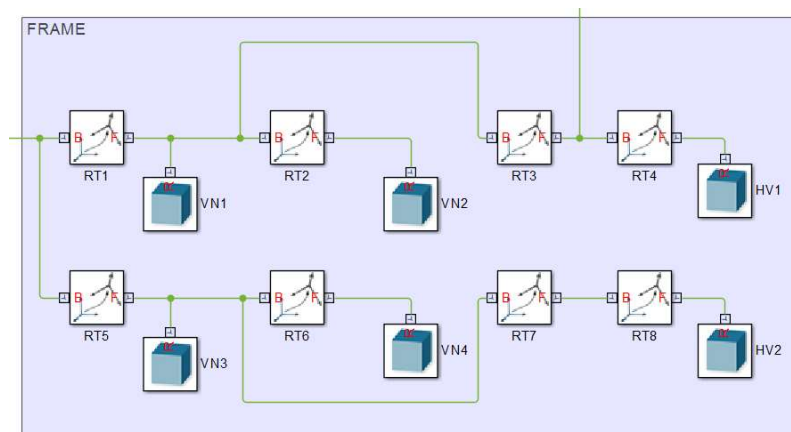 FRAME
B F B F B F B F
RT1 RT2 RT3 RT4
VN1 VN2 HV1
B F B F B F B F
RT5 RT6 RT7 RT8
VN3 VN4 HV2